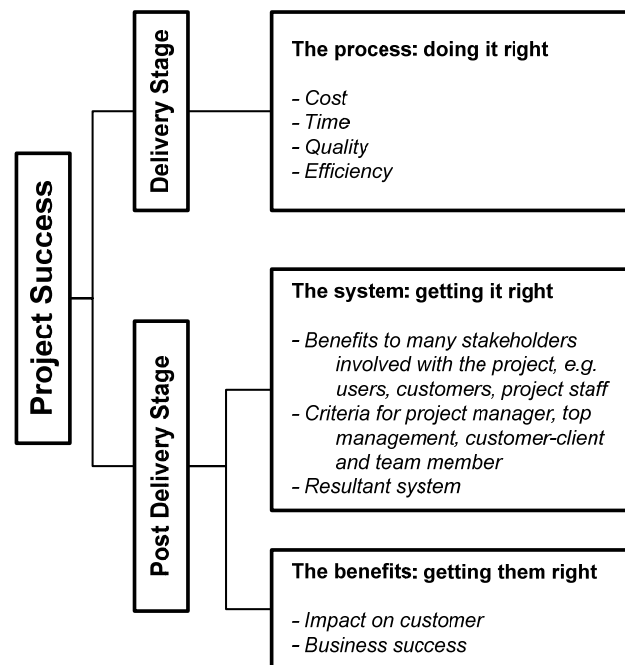 Project Success
Delivery Stage
The process: doing it right
- Cost
- Time
- Quality
- Efficiency
Post Delivery Stage
The system: getting it right
- Benefits to many stakeholders
involved with the project, e.g.
users, customers, project staff
- Criteria for project manager, top
management, customer-client
and team member
- Resultant system
The benefits: getting them right
- Impact on customer
- Business success